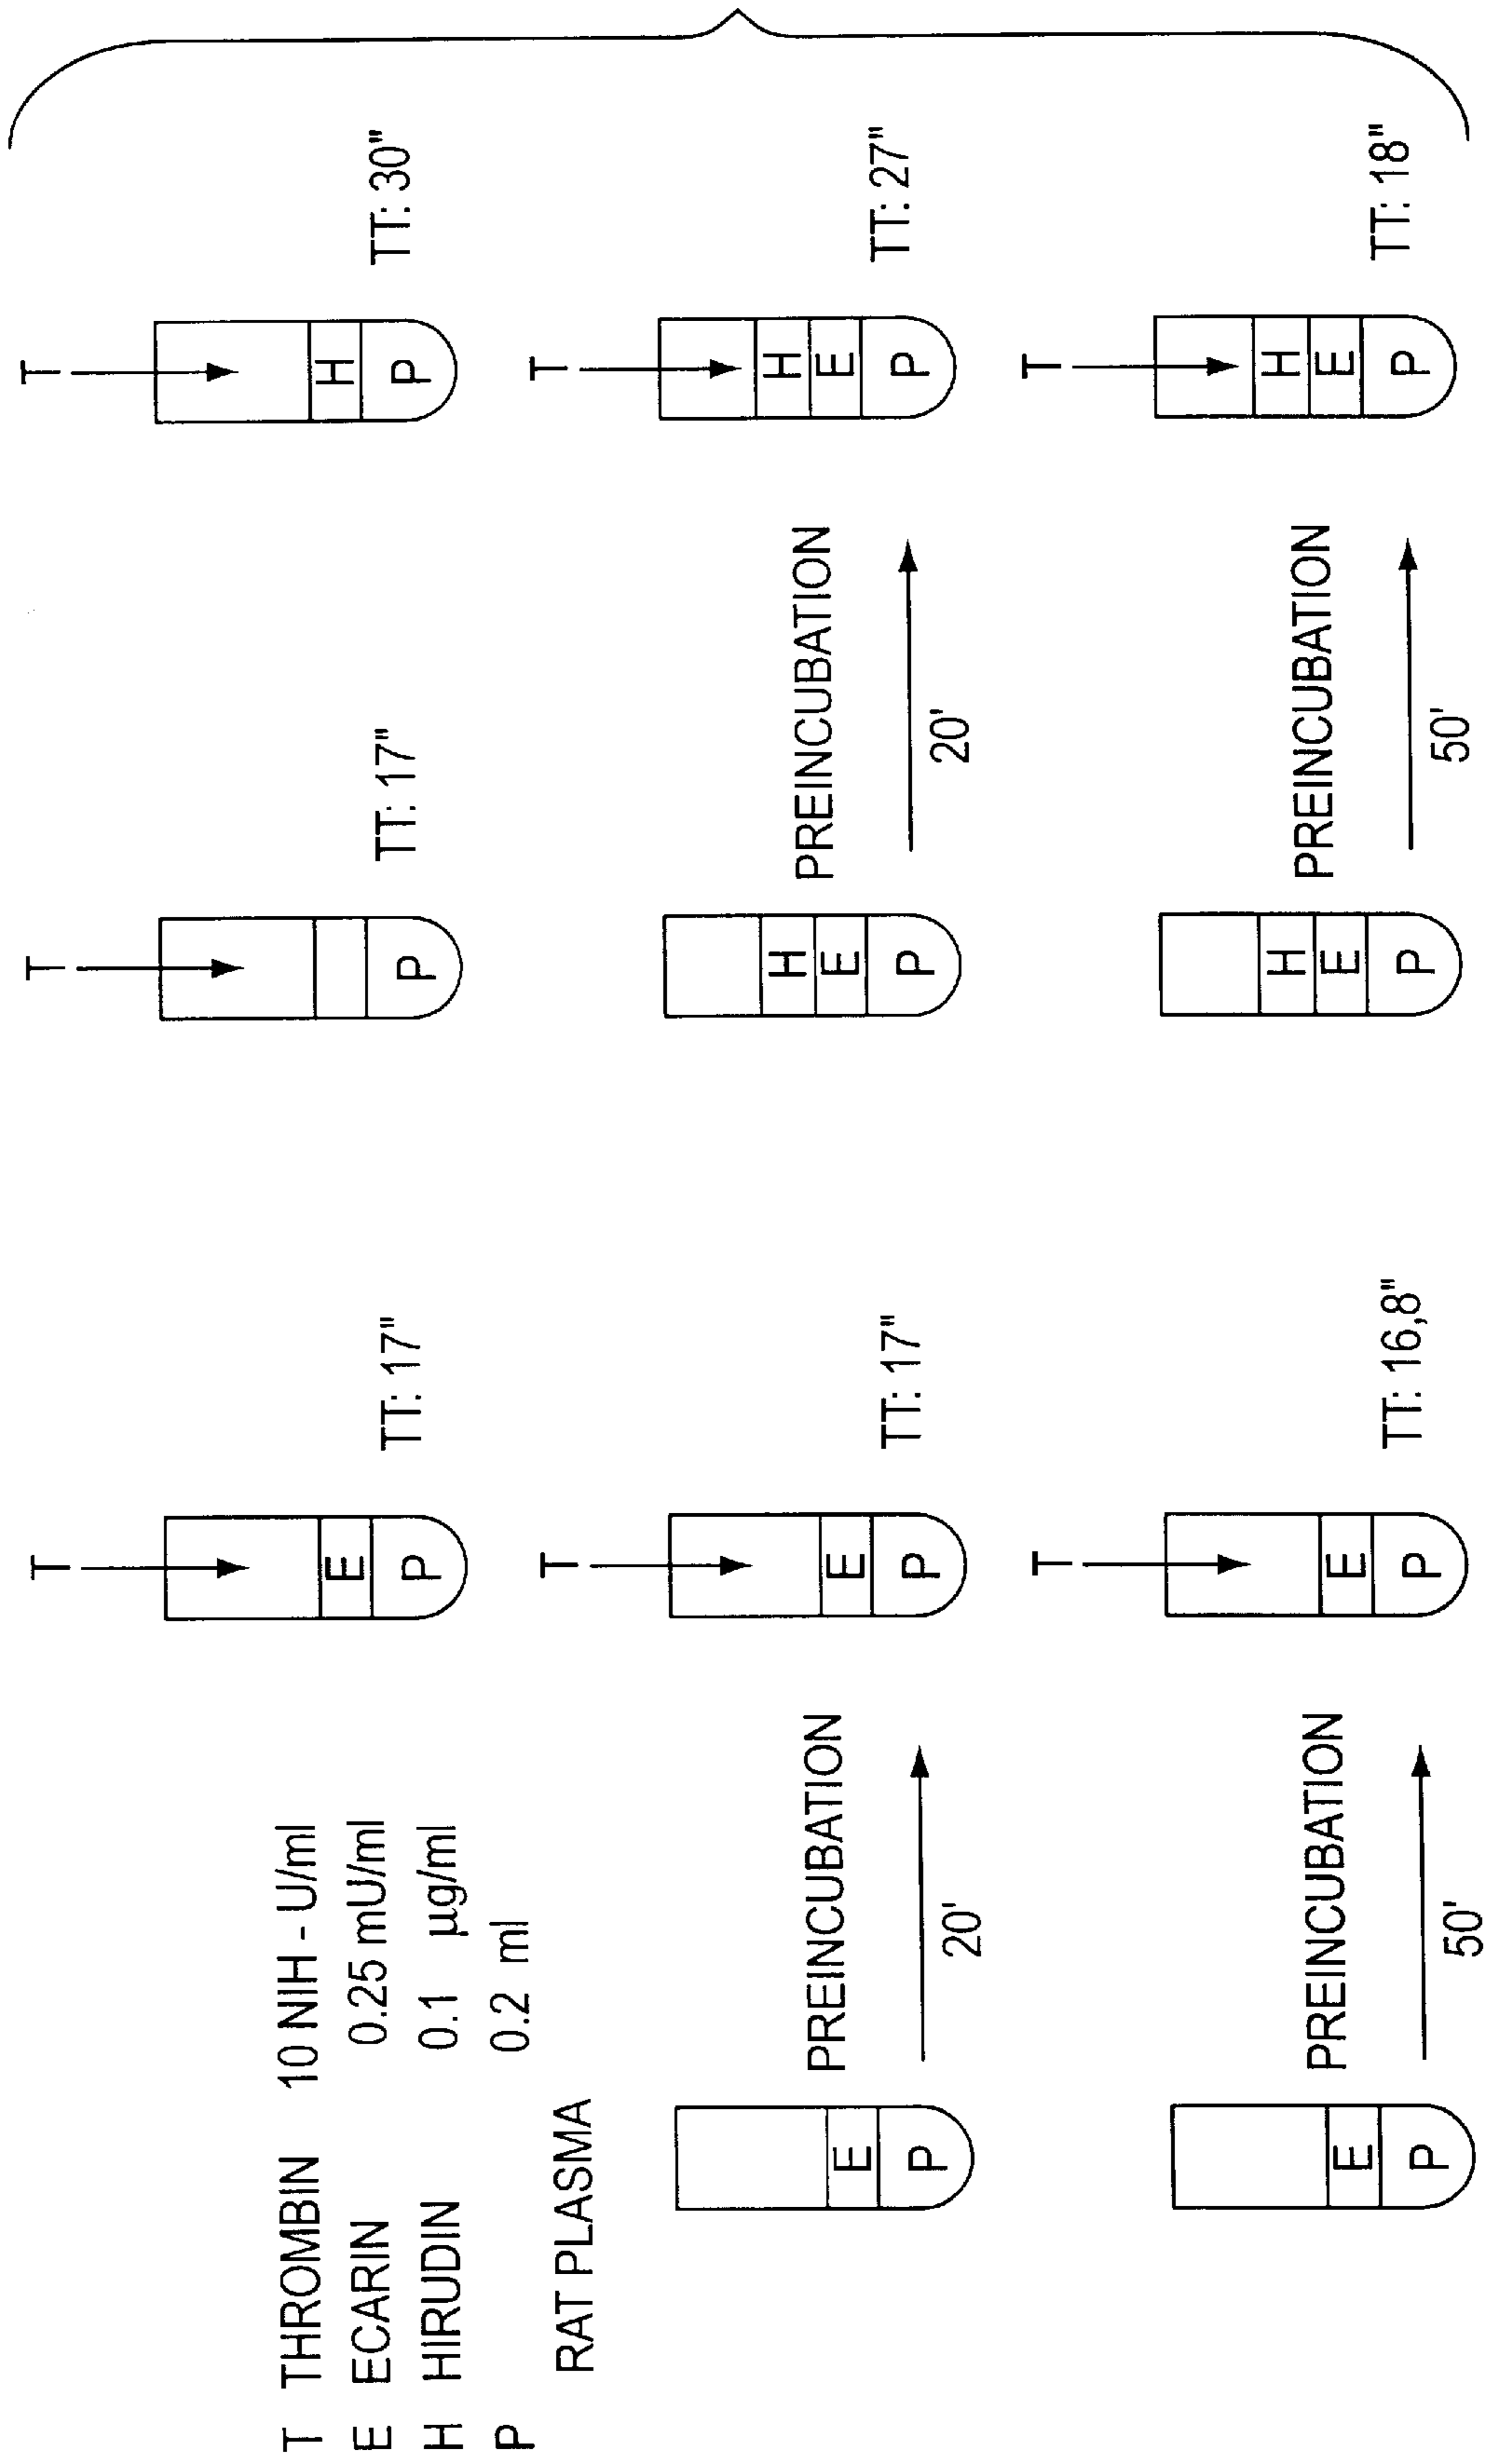 T THROMBIN 10 NIH - U/ml
E ECARIN 0.25 mU/ml
H HIRUDIN 0.1 µg/ml
P 0.2 ml
RAT PLASMA
T
E
P
TT: 17"
T
P
TT: 17"
T
H
P
TT: 30"
E
P
PREINCUBATION
20'
T
E
P
TT: 17"
H
E
P
PREINCUBATION
20'
T
H
E
P
TT: 27"
E
P
PREINCUBATION
50'
T
E
P
TT: 16,8"
H
E
P
PREINCUBATION
50'
T
H
E
P
TT: 18"